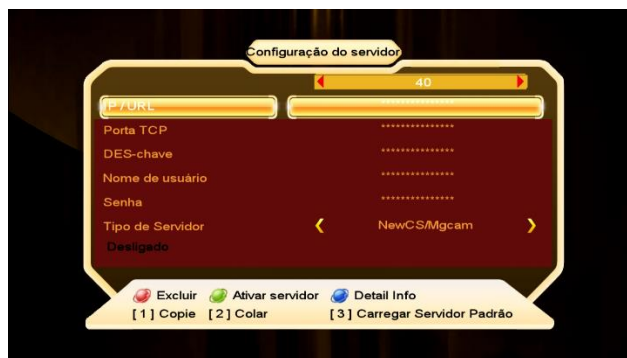 Configuração do servidor
40
IP/URL ***************
Porta TCP ***************
DES-chave ***************
Nome de usuário ***************
Senha ***************
Tipo de Servidor NewCS/Mgcam
Desligado
Excluir Ativar servidor Detail Info
[1] Copie [2] Colar [3] Carregar Servidor Padrão